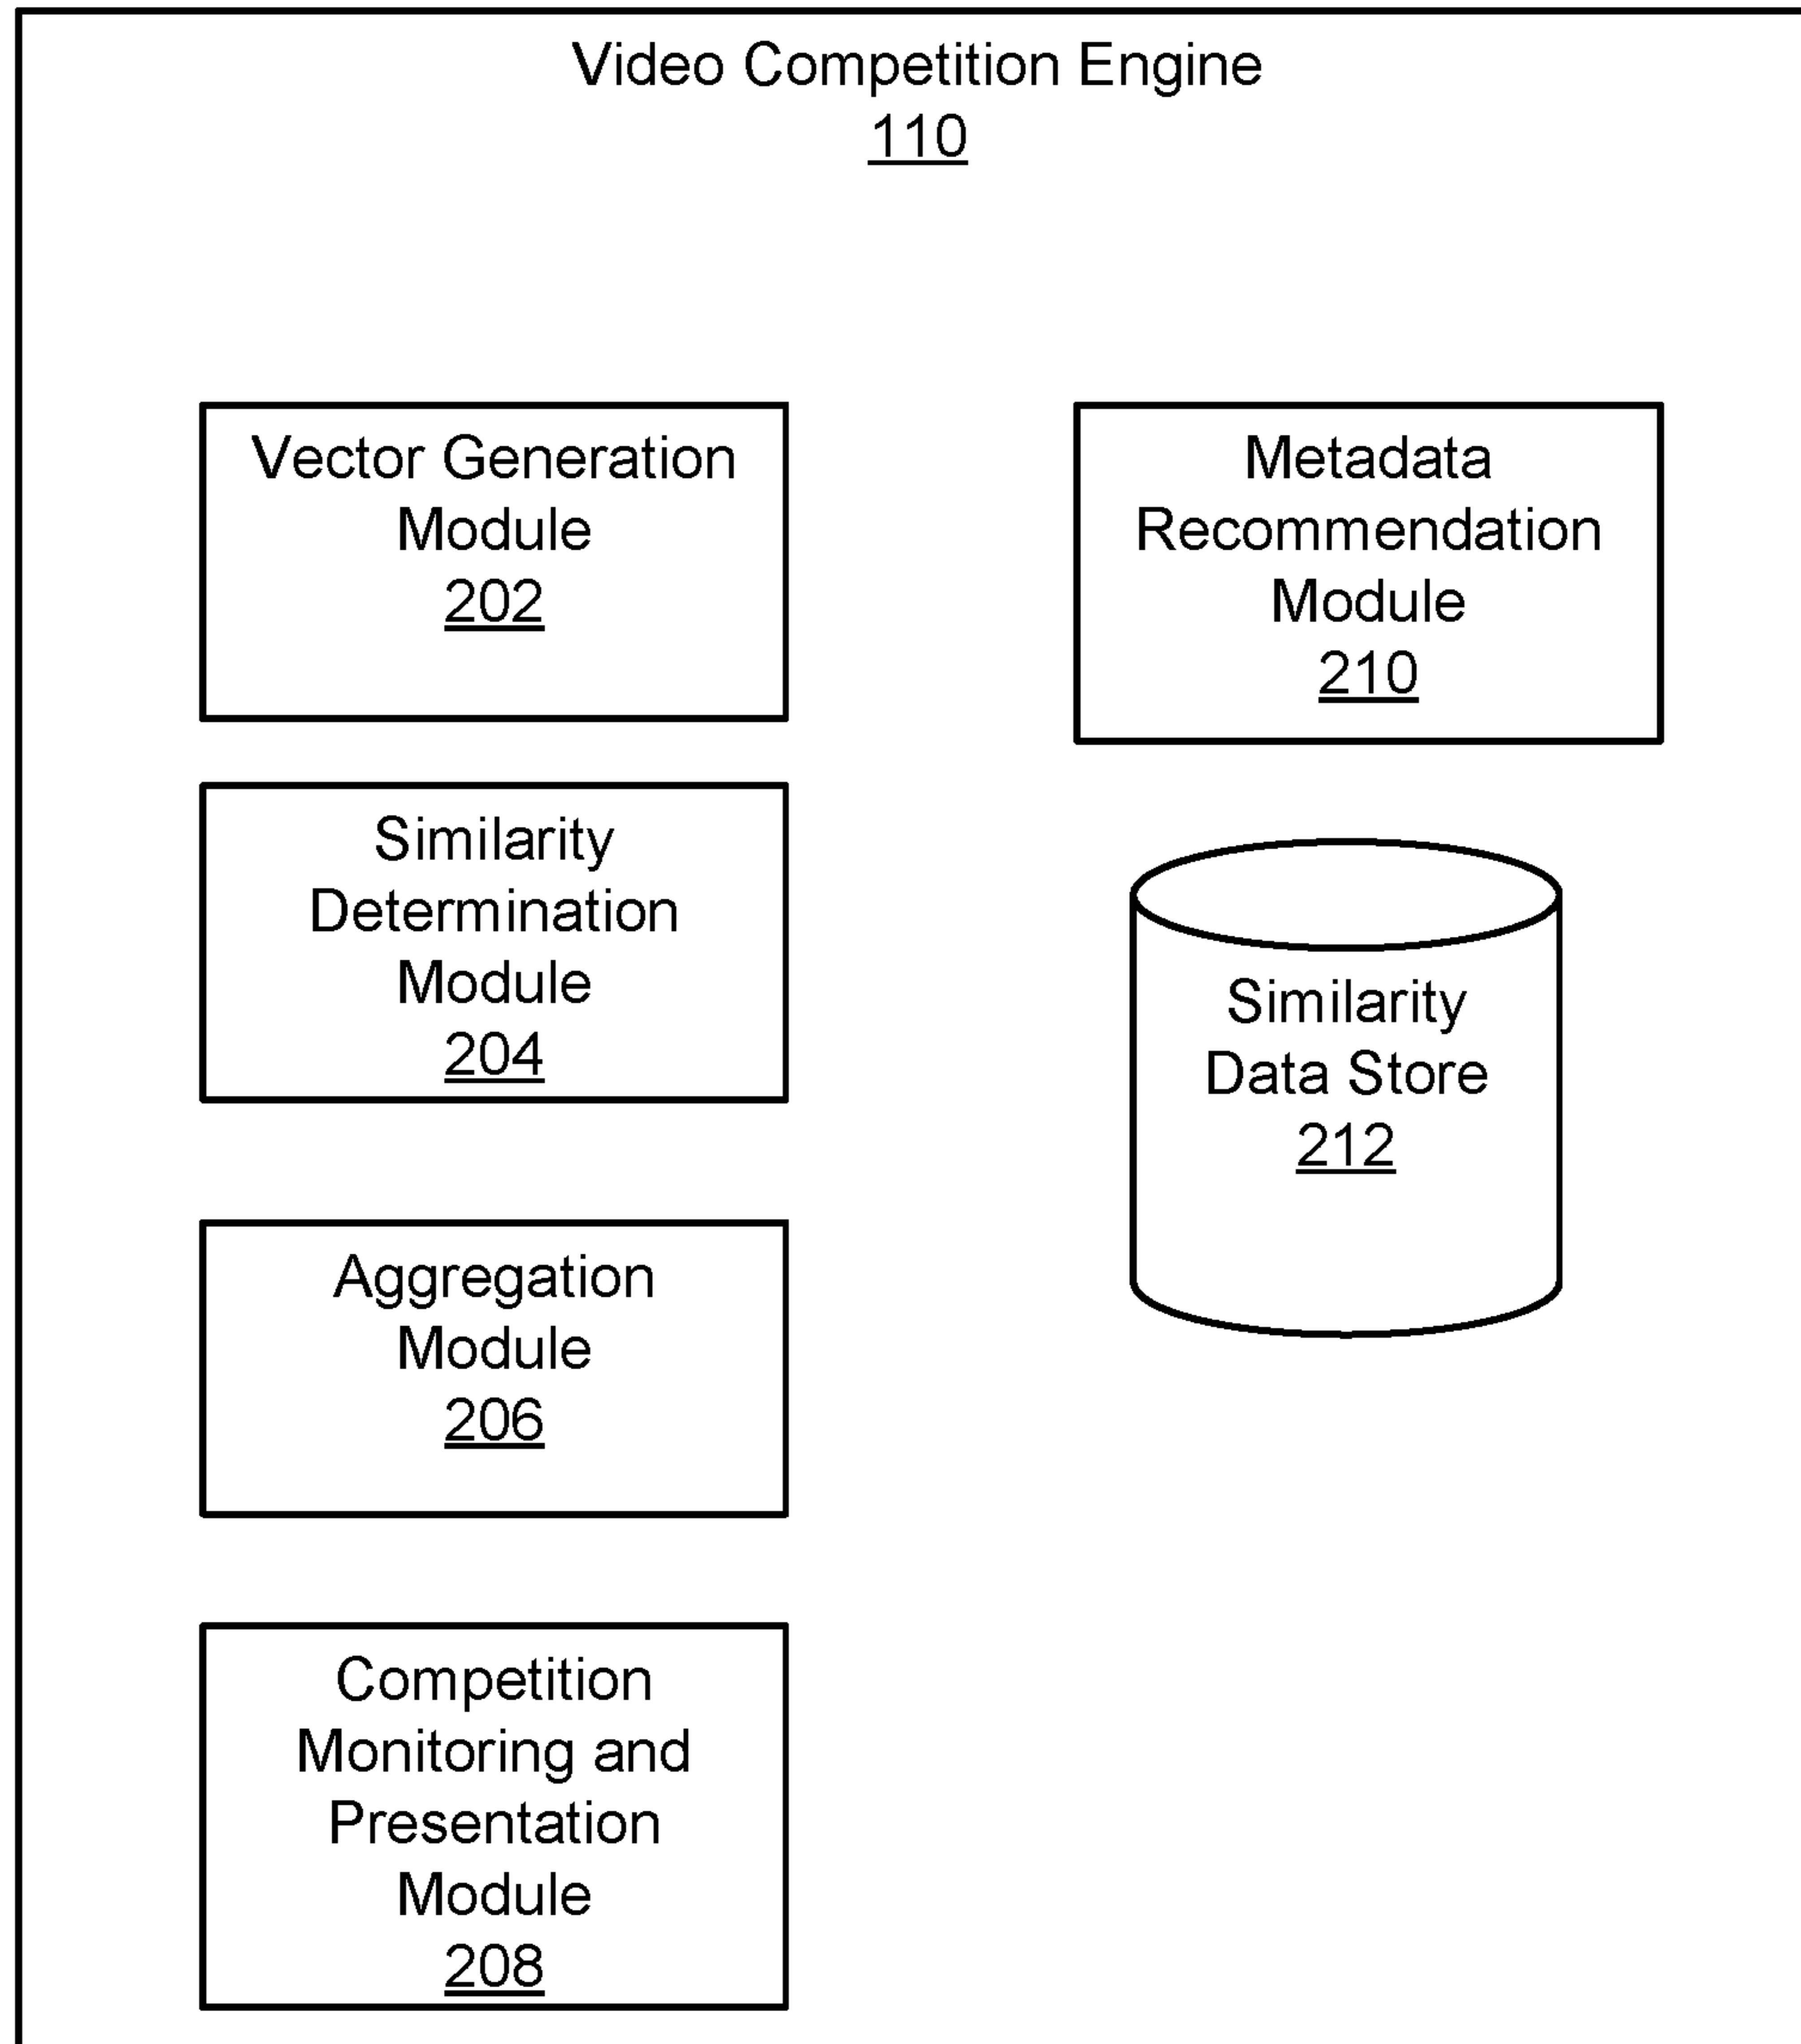 Video Competition Engine
110
Vector Generation
Module
202
Similarity
Determination
Module
204
Aggregation
Module
206
Competition
Monitoring and
Presentation
Module
208
Metadata
Recommendation
Module
210
Similarity
Data Store
212